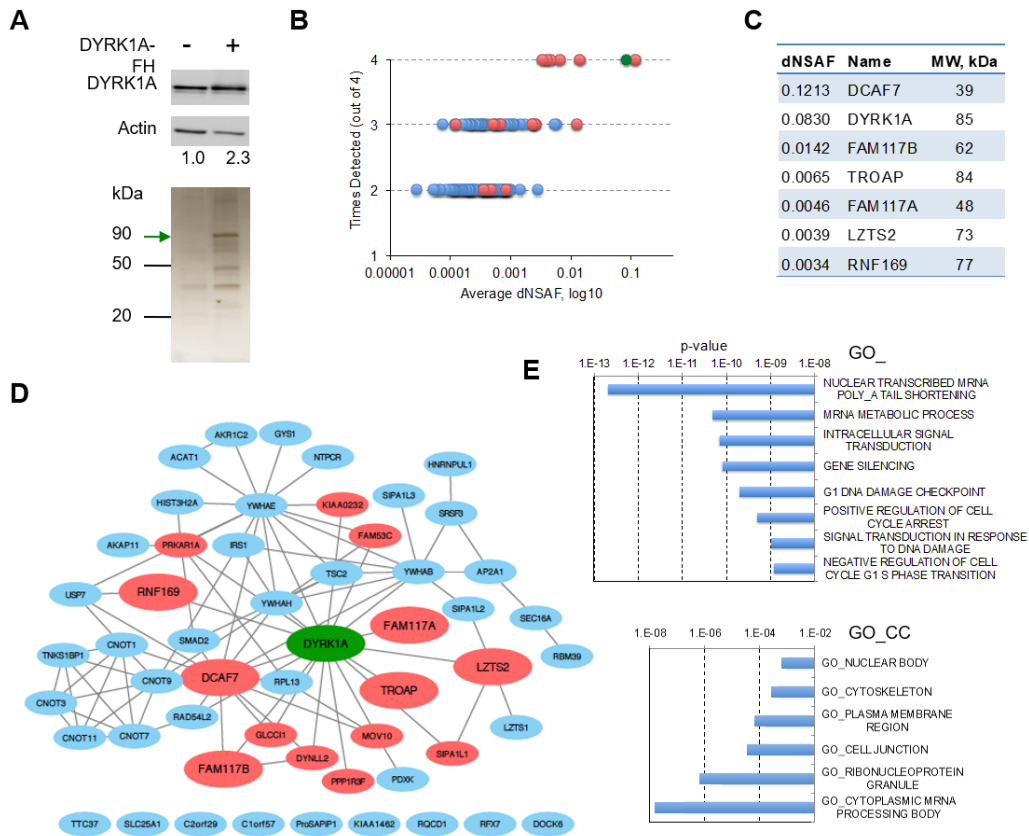 A
DYRK1A-
FH
- +
DYRK1A
Actin
1.0 2.3
kDa
90
50
20
B
Times Detected (out of 4)
4
3
2
1
0.00001 0.0001 0.001 0.01 0.1
Average dNSAF, log10
C
dNSAF Name MW, kDa
0.1213 DCAF7 39
0.0830 DYRK1A 85
0.0142 FAM117B 62
0.0065 TROAP 84
0.0046 FAM117A 48
0.0039 LZTS2 73
0.0034 RNF169 77
D
AKR1C2
GYS1
ACAT1
NTPCR
HNRNPUL1
HIST3H2A
YWHAE
KIAA0232
SIPA1L3
SRSF3
FAM53C
AKAP11
PRKAR1A
IRS1
TSC2
YWHAB
AP2A1
USP7
RNF169
YWHAH
SIPA1L2
SEC16A
FAM117A
SMAD2
DYRK1A
RBM39
TNKS1BP1
CNOT1
LZTS2
CNOT9
DCAF7
RPL13
TROAP
CNOT3
RAD54L2
LZTS1
CNOT11
CNOT7
GLCCI1
MOV10
SIPA1L1
FAM117B
DYNLL2
PPP1R3F
PDXK
TTC37 SLC25A1 C2orf29 C1orf57 ProSAPiP1 KIAA1462 RQCD1 RFX7 DOCK6
E
p-value
GO_
1.E-13 1.E-12 1.E-11 1.E-10 1.E-09 1.E-08
NUCLEAR TRANSCRIBED MRNA
POLY_A TAIL SHORTENING
MRNA METABOLIC PROCESS
INTRACELLULAR SIGNAL
TRANSDUCTION
GENE SILENCING
G1 DNA DAMAGE CHECKPOINT
POSITIVE REGULATION OF CELL
CYCLE ARREST
SIGNAL TRANSDUCTION IN RESPONSE
TO DNA DAMAGE
NEGATIVE REGULATION OF CELL
CYCLE G1 S PHASE TRANSITION
1.E-08 1.E-06 1.E-04 1.E-02
GO_CC
GO_NUCLEAR BODY
GO_CYTOSKELETON
GO_PLASMA MEMBRANE
REGION
GO_CELL JUNCTION
GO_RIBONUCLEOPROTEIN
GRANULE
GO_CYTOPLASMIC MRNA
PROCESSING BODY